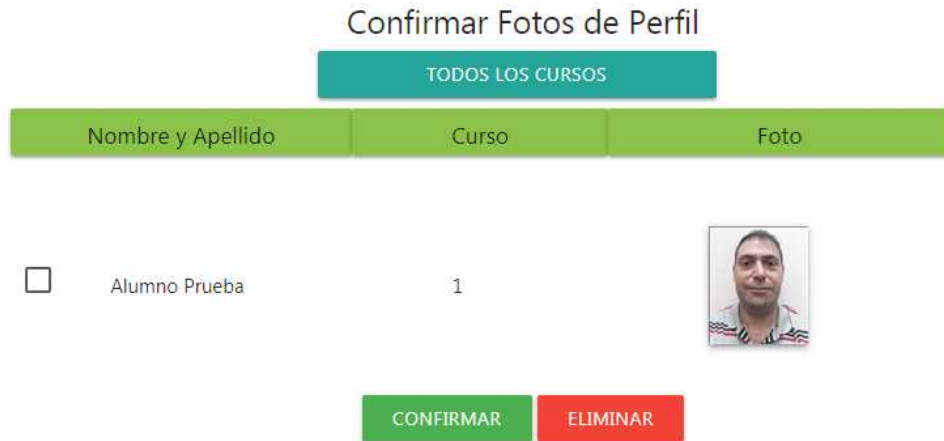 Confirmar Fotos de Perfil
TODOS LOS CURSOS
Nombre y Apellido Curso Foto
Alumno Prueba 1
CONFIRMAR ELIMINAR